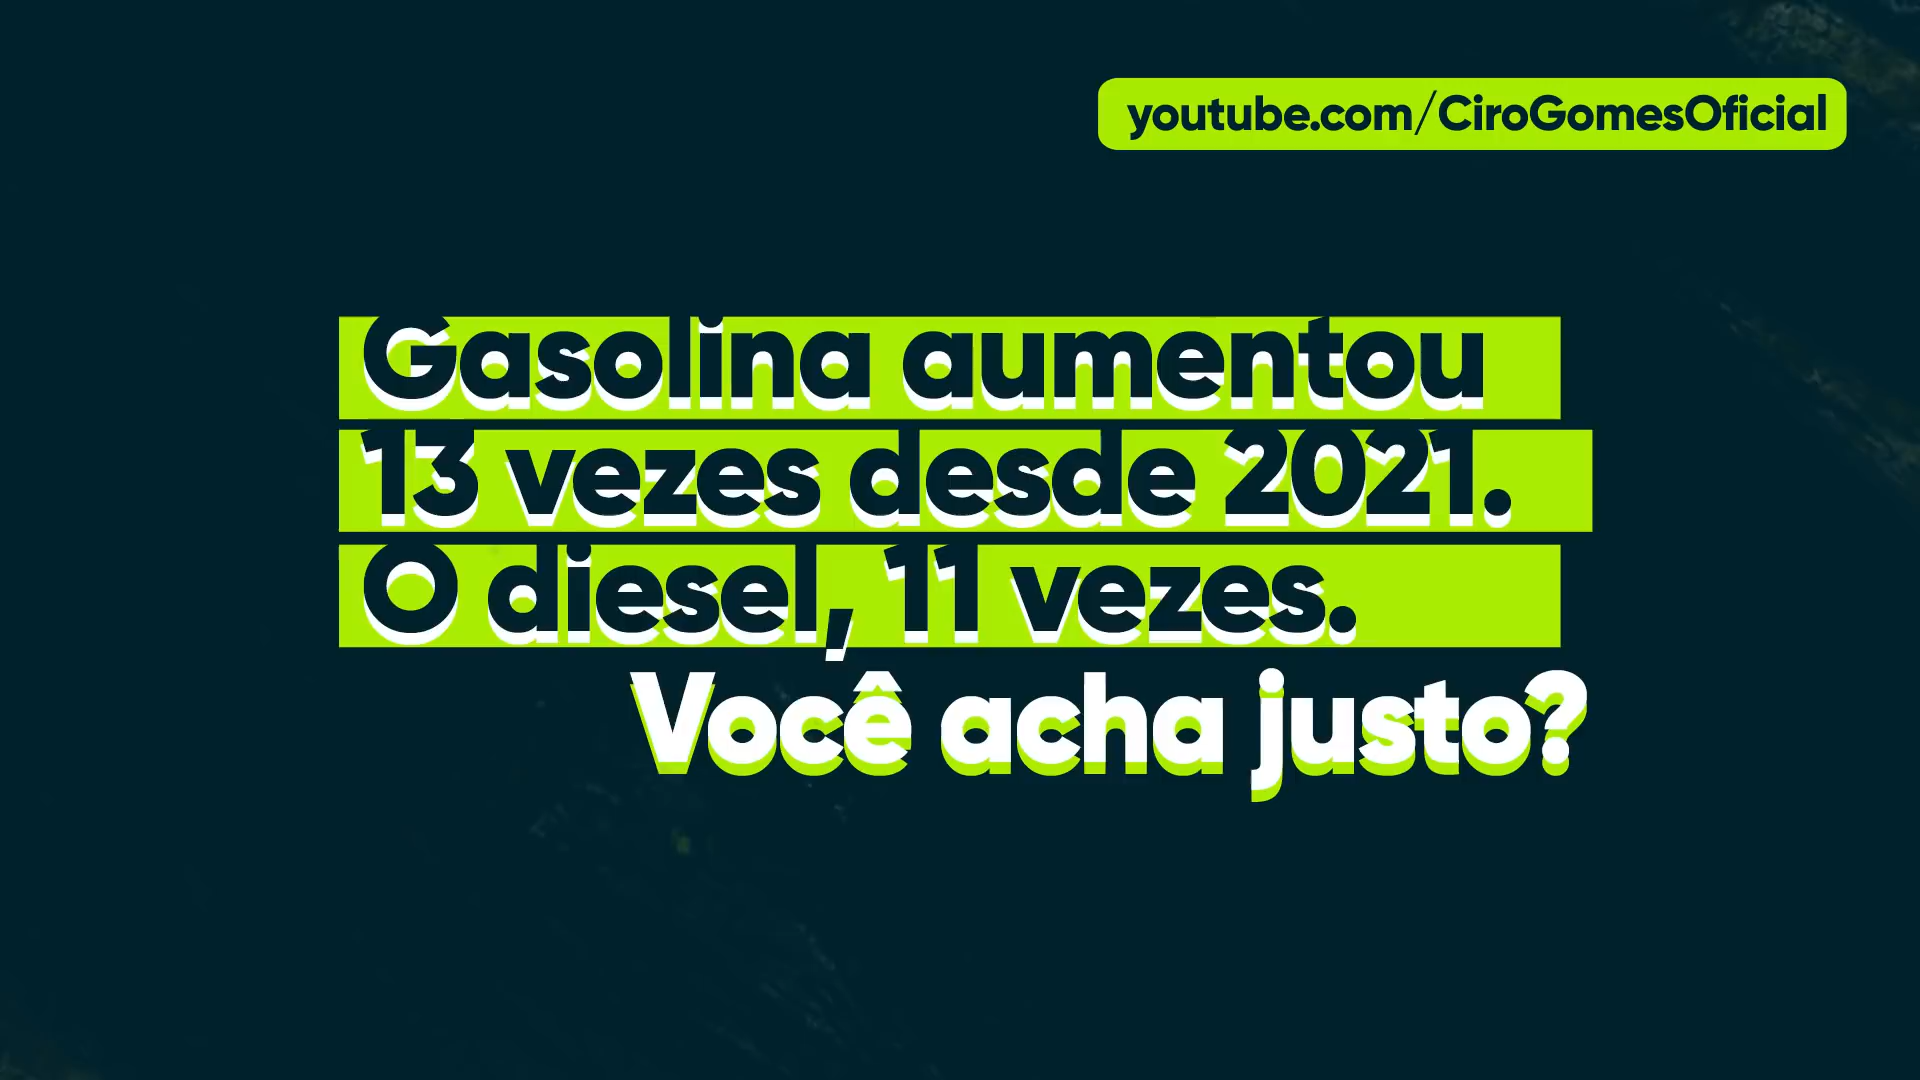 youtube.com/CiroGomesOficial
Gasolina aumentou
13 vezes desde 2021.
O diesel, 11 vezes.
Você acha justo?